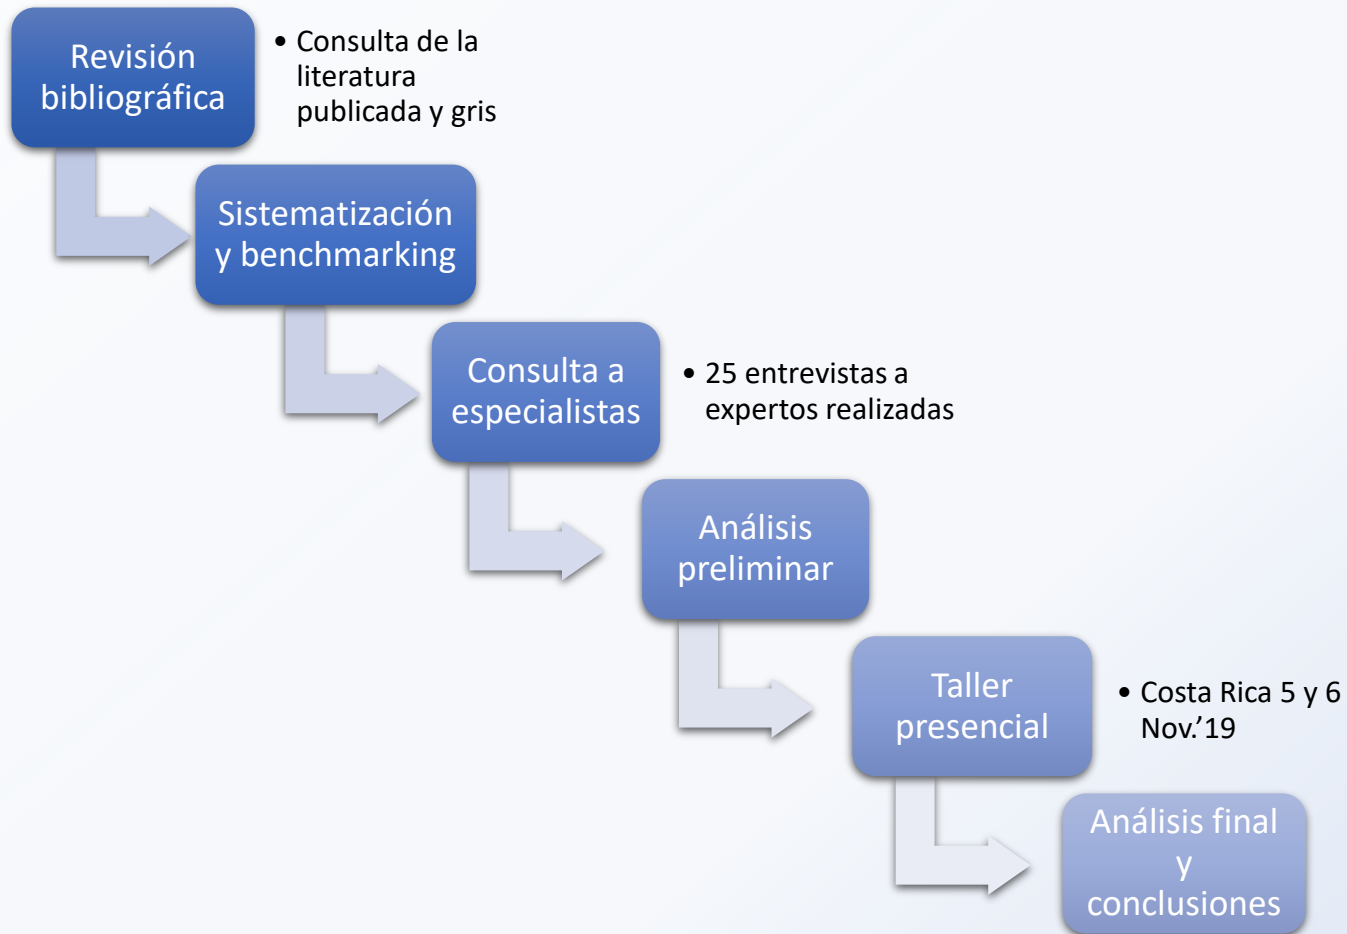 Revisión
bibliográfica
• Consulta de la
literatura
publicada y gris
Sistematización
y benchmarking
Consulta a
especialistas
• 25 entrevistas a
expertos realizadas
Análisis
preliminar
Taller
presencial
• Costa Rica 5 y 6
Nov.’19
Análisis final
y
conclusiones